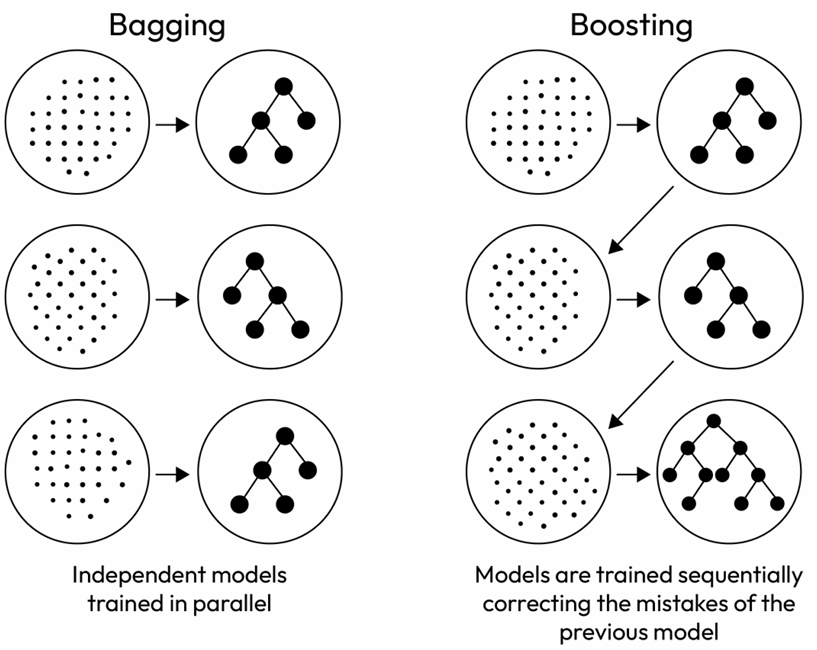 Bagging
Boosting
Independent models
trained in parallel
Models are trained sequentially
correcting the mistakes of the
previous model